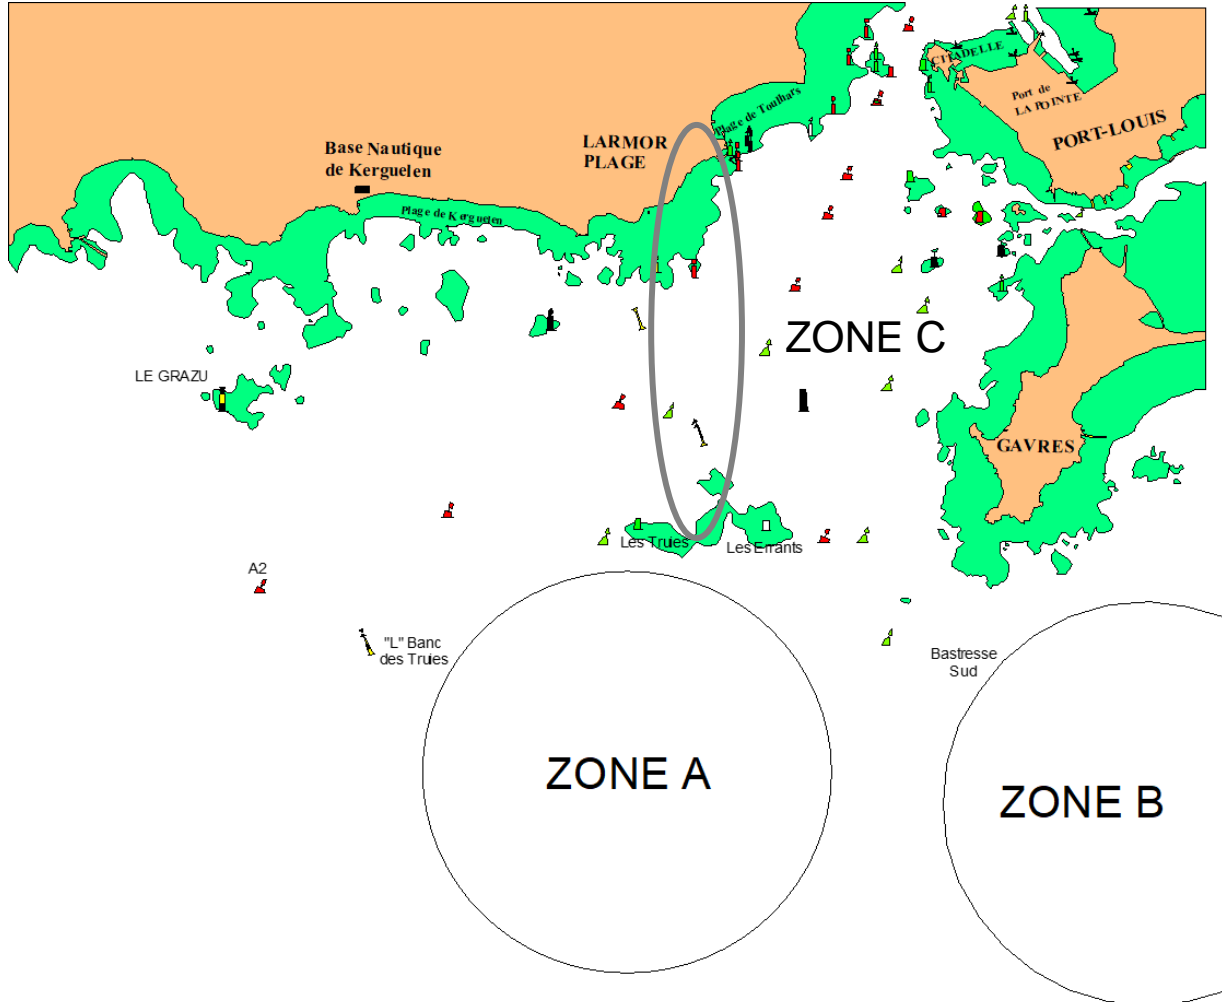 CITADELLE
Port de
LA POINTE
PORT-LOUIS
Plage de Toulhars
LARMOR
PLAGE
Base Nautique
de Kerguelen
Plage de Kerguelen
ZONE C
LE GRAZU
GAVRES
Les Truies
Les Errants
A2
"L" Banc
des Truies
Bastresse
Sud
ZONE A
ZONE B